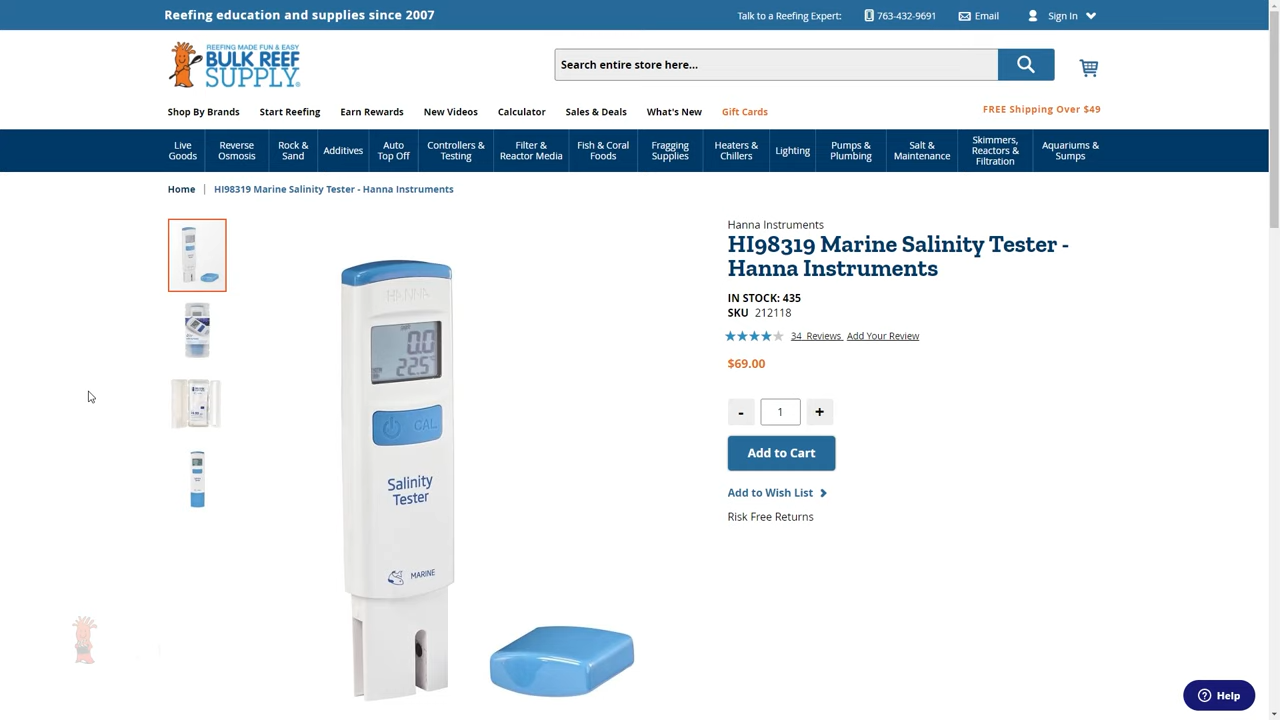 Reefing education and supplies since 2007
Talk to a Reefing Expert: 763-432-9691 Email Sign In
REEFING MADE FUN & EASY
BULK REEF
SUPPLY
Search entire store here...
Shop By Brands Start Reefing Earn Rewards New Videos Calculator Sales & Deals What's New Gift Cards
FREE Shipping Over $49
Live Goods
Reverse Osmosis
Rock & Sand
Additives
Auto Top Off
Controllers & Testing
Filter & Reactor Media
Fish & Coral Foods
Fragging Supplies
Heaters & Chillers
Lighting
Pumps & Plumbing
Salt & Maintenance
Skimmers, Reactors & Filtration
Aquariums & Sumps
Home | HI98319 Marine Salinity Tester - Hanna Instruments
HANNA
0.0
22.5
CAL
Salinity
Tester
MARINE
Hanna Instruments
HI98319 Marine Salinity Tester -
Hanna Instruments
IN STOCK: 435
SKU 212118
34 Reviews Add Your Review
$69.00
- 1 +
Add to Cart
Add to Wish List
Risk Free Returns
Help